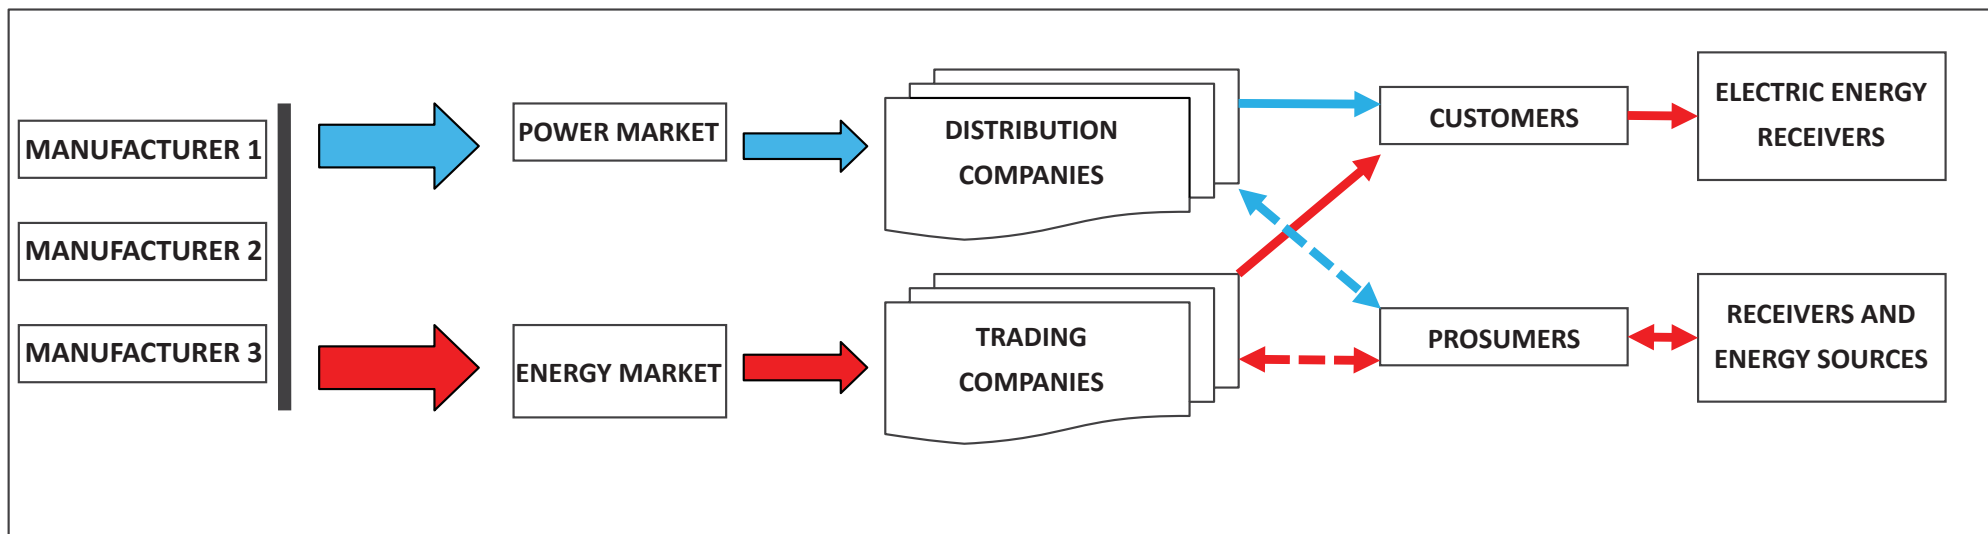 MANUFACTURER 1
MANUFACTURER 2
MANUFACTURER 3
POWER MARKET
ENERGY MARKET
DISTRIBUTION
COMPANIES
TRADING
COMPANIES
CUSTOMERS
PROSUMERS
ELECTRIC ENERGY
RECEIVERS
RECEIVERS AND
ENERGY SOURCES